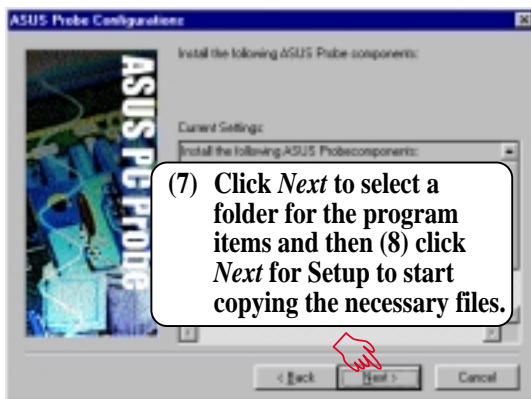 ASUS Probe Configurations
Install the following ASUS Probe components:
ASUS PC Probe
Current Settings:
Install the following ASUS Probecomponents:
(7) Click Next to select a
folder for the program
items and then (8) click
Next for Setup to start
copying the necessary files.
< Back
Next >
Cancel